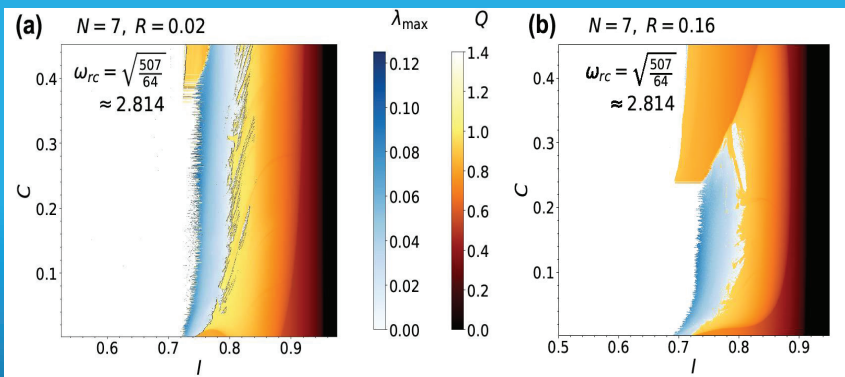 (a) N = 7, R = 0.02
ω_rc = √(507/64)
≈ 2.814
C
0.4
0.3
0.2
0.1
0.6 0.7 0.8 0.9
l
λ_max
0.12
0.10
0.08
0.06
0.04
0.02
0.00
Q
1.4
1.2
1.0
0.8
0.6
0.4
0.2
0.0
(b) N = 7, R = 0.16
ω_rc = √(507/64)
≈ 2.814
C
0.4
0.3
0.2
0.1
0.5 0.6 0.7 0.8 0.9
l